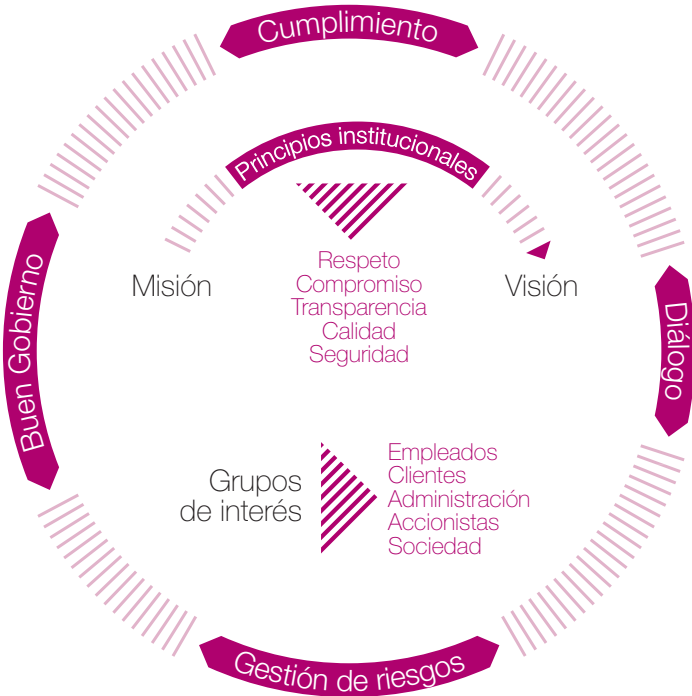 Cumplimiento
Principios institucionales
Misión
Respeto
Compromiso
Transparencia
Calidad
Seguridad
Visión
Buen Gobierno
Diálogo
Grupos
de interés
Empleados
Clientes
Administración
Accionistas
Sociedad
Gestión de riesgos